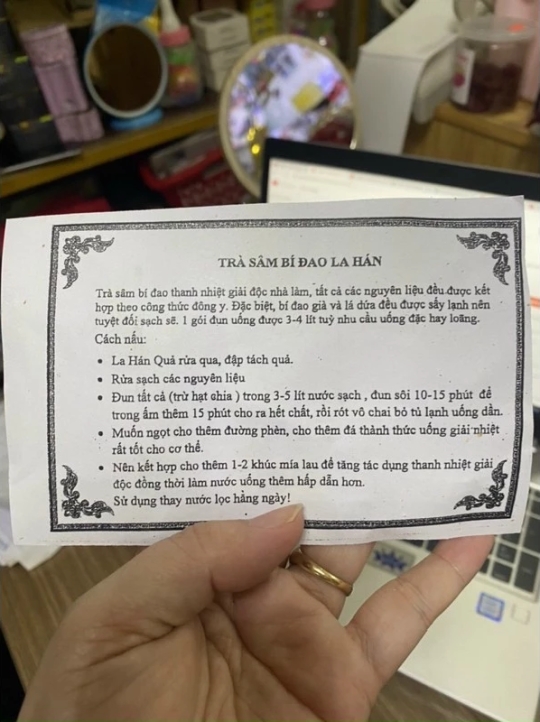 TRÀ SÂM BÍ ĐAO LA HÁN
Trà sâm bí đao thanh nhiệt giải độc nhà làm, tất cả các nguyên liệu đều được kết
hợp theo công thức đông y. Đặc biệt, bí đao già và lá dứa đều được sấy lạnh nên
tuyệt đối sạch sẽ. 1 gói đun uống được 3-4 lít tuỳ nhu cầu uống đặc hay loãng.
Cách nấu:
• La Hán Quả rửa qua, đập tách quả.
• Rửa sạch các nguyên liệu
• Đun tất cả (trừ hạt chia ) trong 3-5 lít nước sạch , đun sôi 10-15 phút để
trong ấm thêm 15 phút cho ra hết chất, rồi rót vô chai bỏ tủ lạnh uống dần.
• Muốn ngọt cho thêm đường phèn, cho thêm đá thành thức uống giải nhiệt
rất tốt cho cơ thể.
• Nên kết hợp cho thêm 1-2 khúc mía lau để tăng tác dụng thanh nhiệt giải
độc đồng thời làm nước uống thêm hấp dẫn hơn.
Sử dụng thay nước lọc hằng ngày!